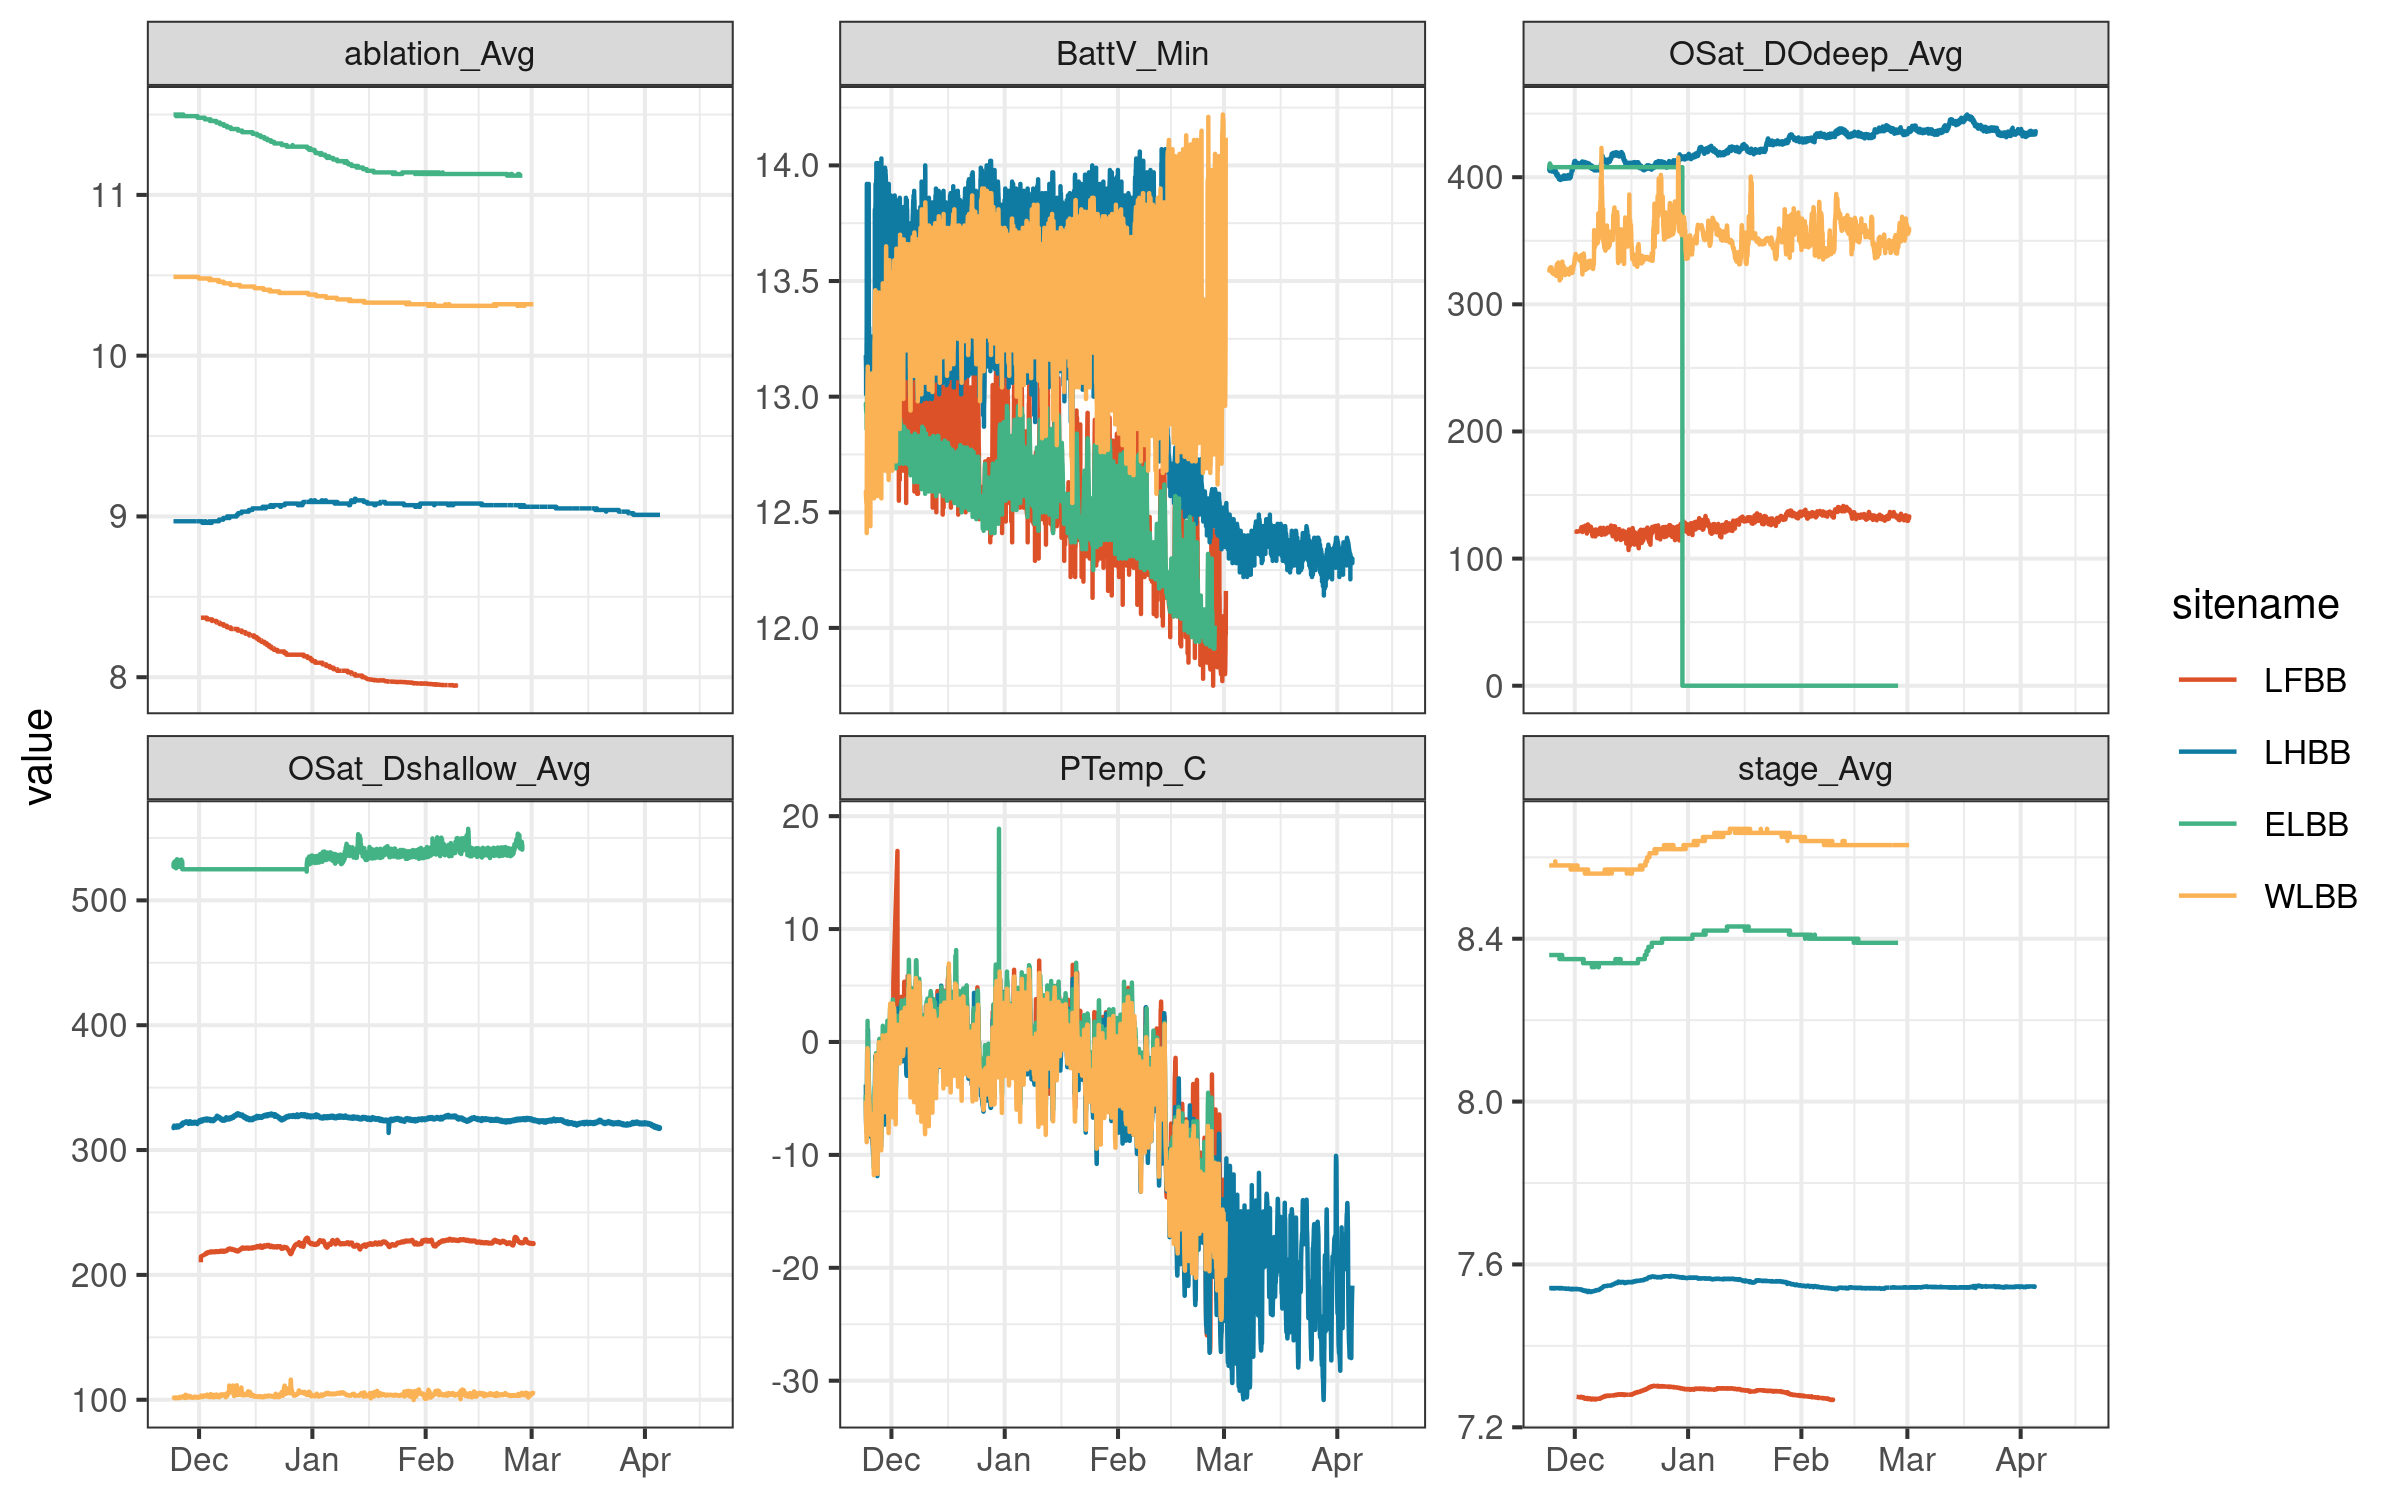 ablation_Avg
BattV_Min
OSat_DOdeep_Avg
11
10
9
8
14.0
13.5
13.0
12.5
12.0
400
300
200
100
0
value
OSat_Dshallow_Avg
PTemp_C
stage_Avg
500
400
300
200
100
20
10
0
-10
-20
-30
8.4
8.0
7.6
7.2
Dec Jan Feb Mar Apr
Dec Jan Feb Mar Apr
Dec Jan Feb Mar Apr
sitename
LFBB
LHBB
ELBB
WLBB